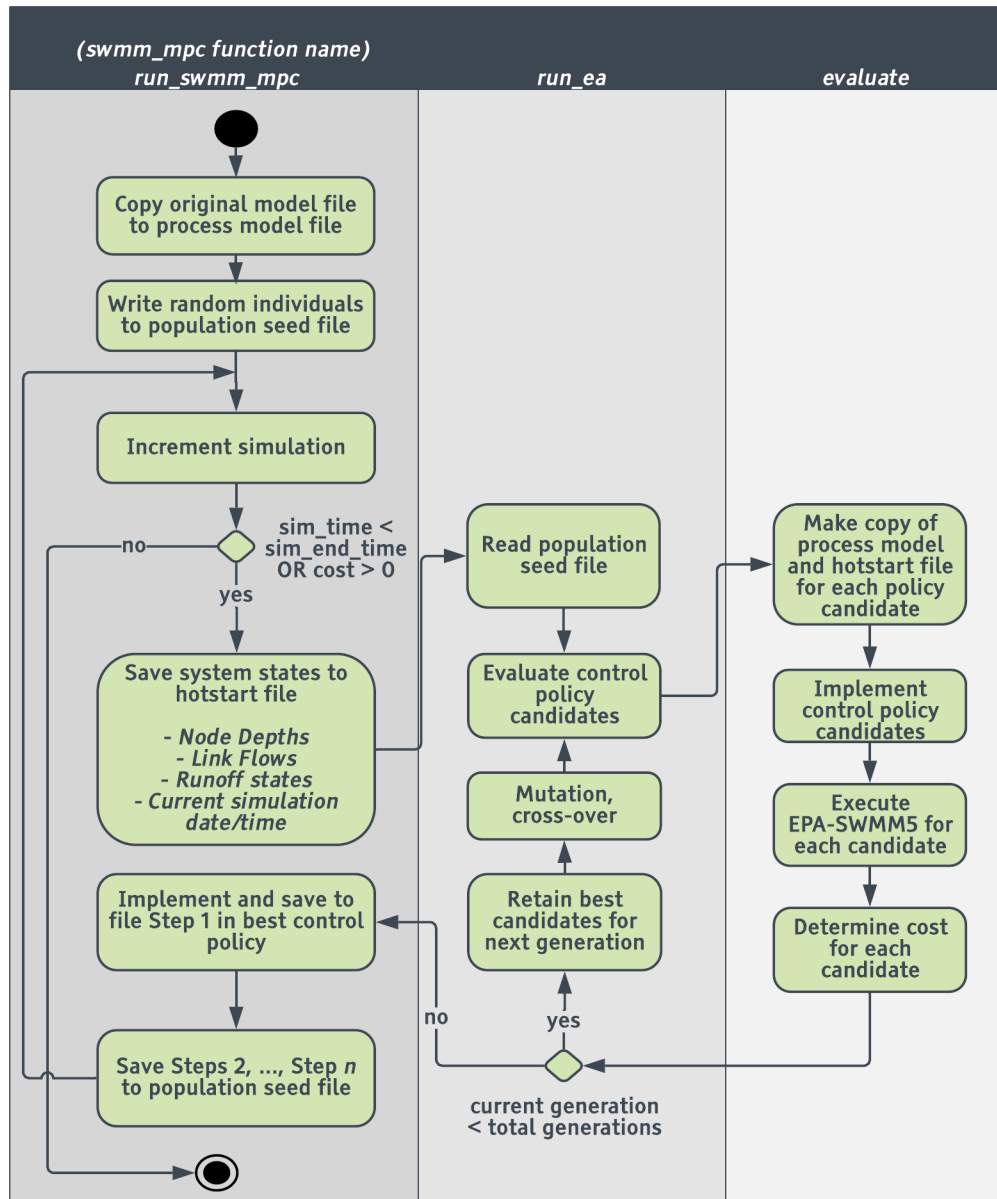 (swmm_mpc function name)
run_swmm_mpc
run_ea
evaluate
Copy original model file
to process model file
Write random individuals
to population seed file
Increment simulation
no
sim_time <
sim_end_time
OR cost > 0
yes
Save system states to
hotstart file
- Node Depths
- Link Flows
- Runoff states
- Current simulation
date/time
Implement and save to
file Step 1 in best control
policy
Save Steps 2, ..., Step n
to population seed file
Read population
seed file
Evaluate control
policy
candidates
Mutation,
cross-over
Retain best
candidates for
next generation
no
yes
current generation
< total generations
Make copy of
process model
and hotstart file
for each policy
candidate
Implement
control policy
candidates
Execute
EPA-SWMM5 for
each candidate
Determine cost
for each
candidate